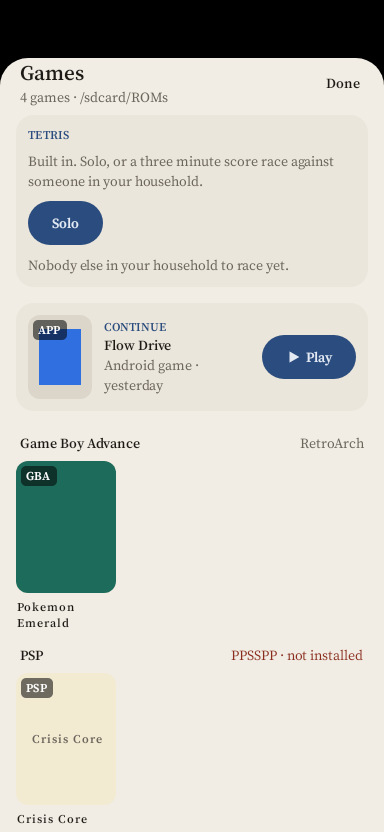 Games
4 games · /sdcard/ROMs
Done
TETRIS
Built in. Solo, or a three minute score race against
someone in your household.
Solo
Nobody else in your household to race yet.
APP
CONTINUE
Flow Drive
Android game ·
yesterday
Play
Game Boy Advance
RetroArch
GBA
Pokemon
Emerald
PSP
PPSSPP · not installed
PSP
Crisis Core
Crisis Core